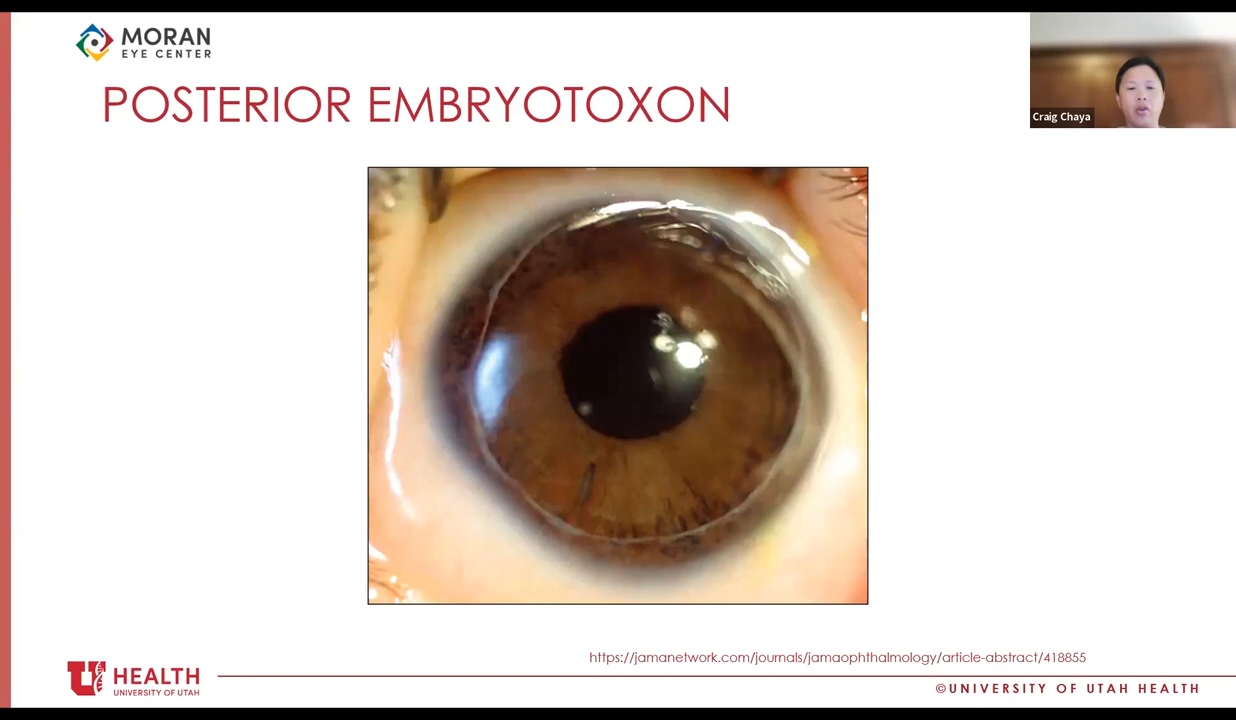 MORAN
EYE CENTER
POSTERIOR EMBRYOTOXON
Craig Chaya
https://jamanetwork.com/journals/jamaophthalmology/article-abstract/418855
U HEALTH
UNIVERSITY OF UTAH
©UNIVERSITY OF UTAH HEALTH